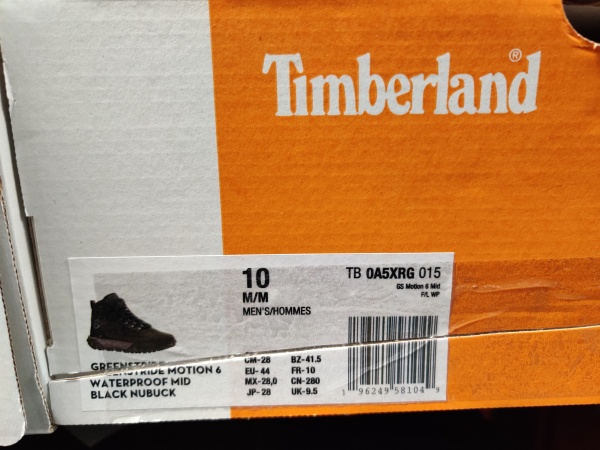 Timberland®
10
M/M
MEN'S/HOMMES
TB 0A5XRG 015
GS Motion 6 Mid
F/L WP
GREENSTRIDE MOTION 6
WATERPROOF MID
BLACK NUBUCK
CM-28 BZ-41.5
EU-44 FR-10
MX-28,0 CN-280
JP-28 UK-9.5
1 96249 58104 9